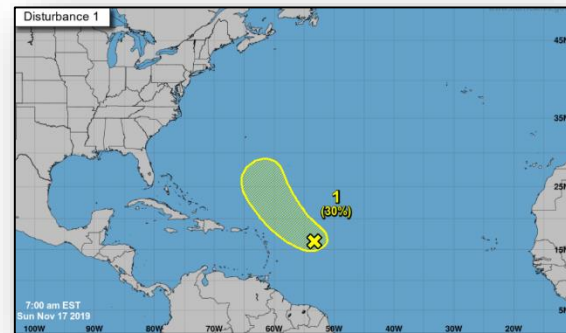 Disturbance 1
45N
35N
25N
15N
5N
1
(30%)
7:00 am EST
Sun Nov 17 2019
100W
90W
80W
70W
60W
50W
40W
30W
20W